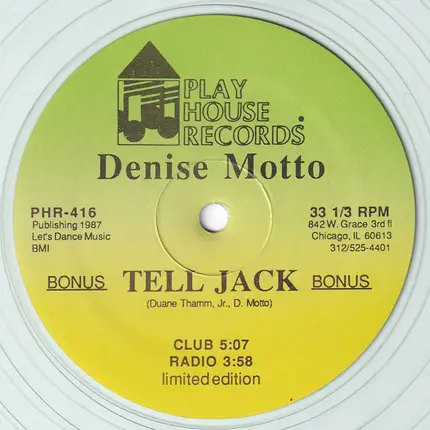 PLAY
HOUSE
RECORDS.
Denise Motto
PHR-416
Publishing 1987
Let's Dance Music
BMI
33 1/3 RPM
842 W. Grace 3rd fl
Chicago, IL 60613
312/525-4401
BONUS TELL JACK BONUS
(Duane Thamm, Jr., D. Motto)
CLUB 5:07
RADIO 3:58
limited edition